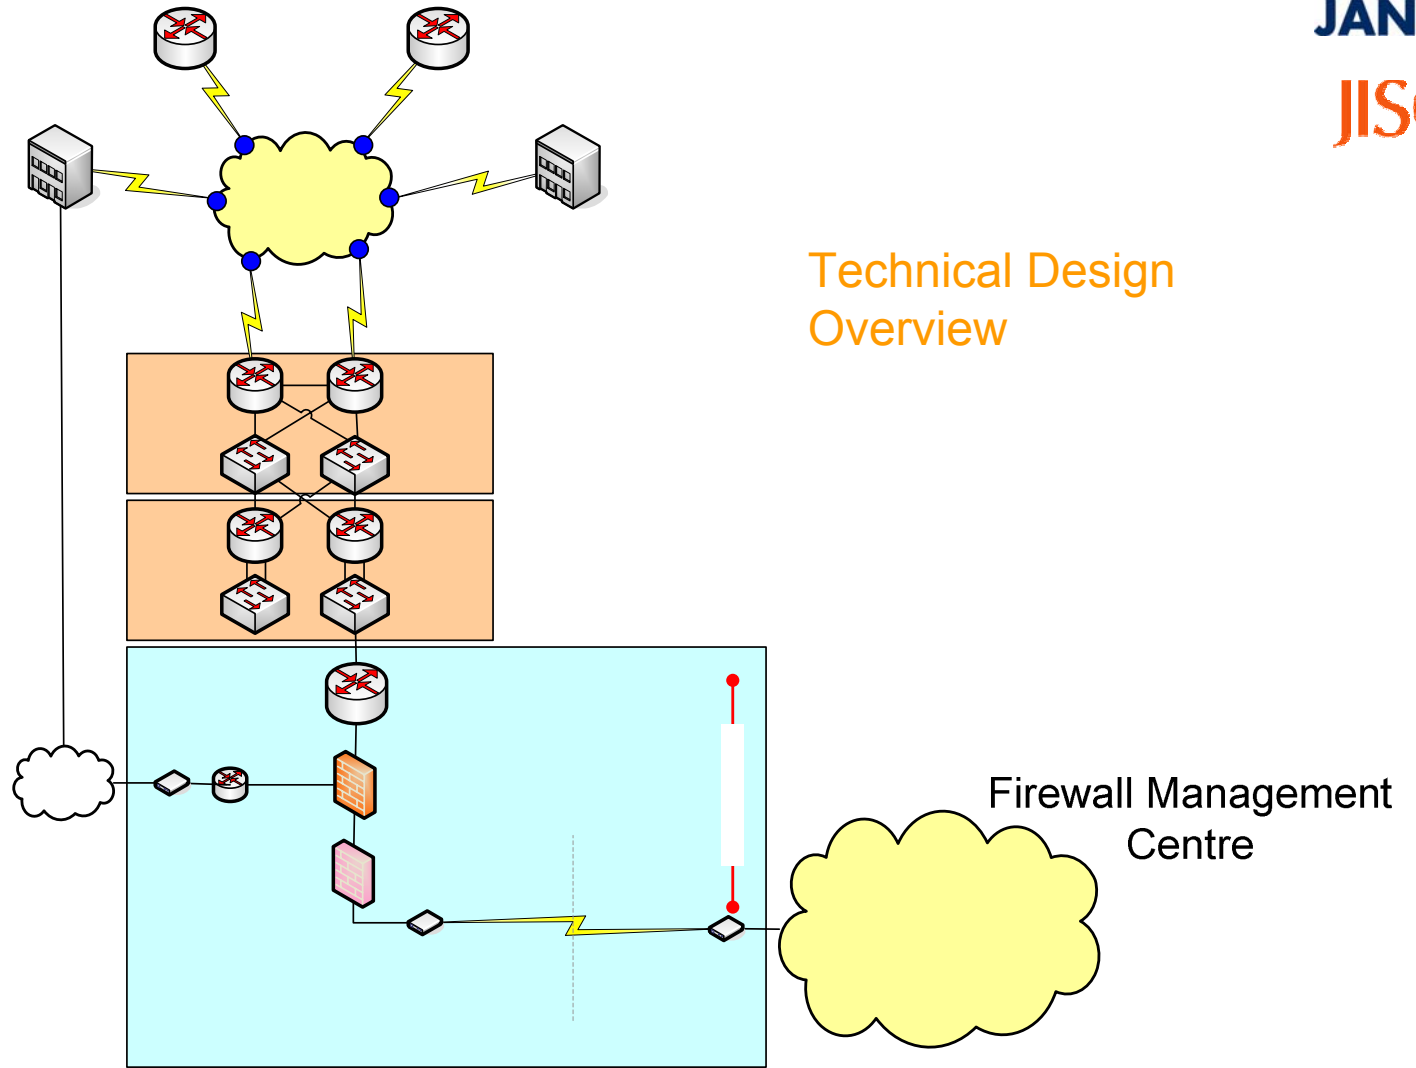 JAN
JIS
Technical Design
Overview
Firewall Management
Centre